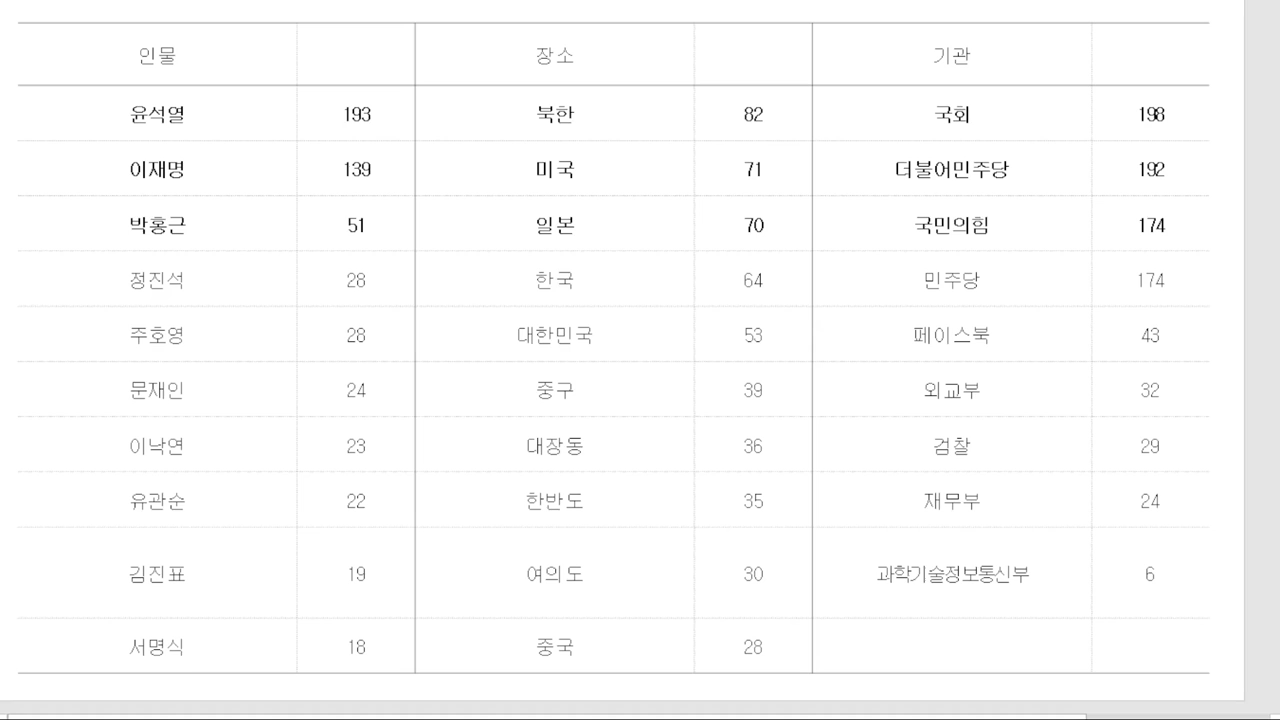 인물 장소 기관
윤석열 193 북한 82 국회 198
이재명 139 미국 71 더불어민주당 192
박홍근 51 일본 70 국민의힘 174
정진석 28 한국 64 민주당 174
주호영 28 대한민국 53 페이스북 43
문재인 24 중구 39 외교부 32
이낙연 23 대장동 36 검찰 29
유관순 22 한반도 35 재무부 24
김진표 19 여의도 30 과학기술정보통신부 6
서명식 18 중국 28